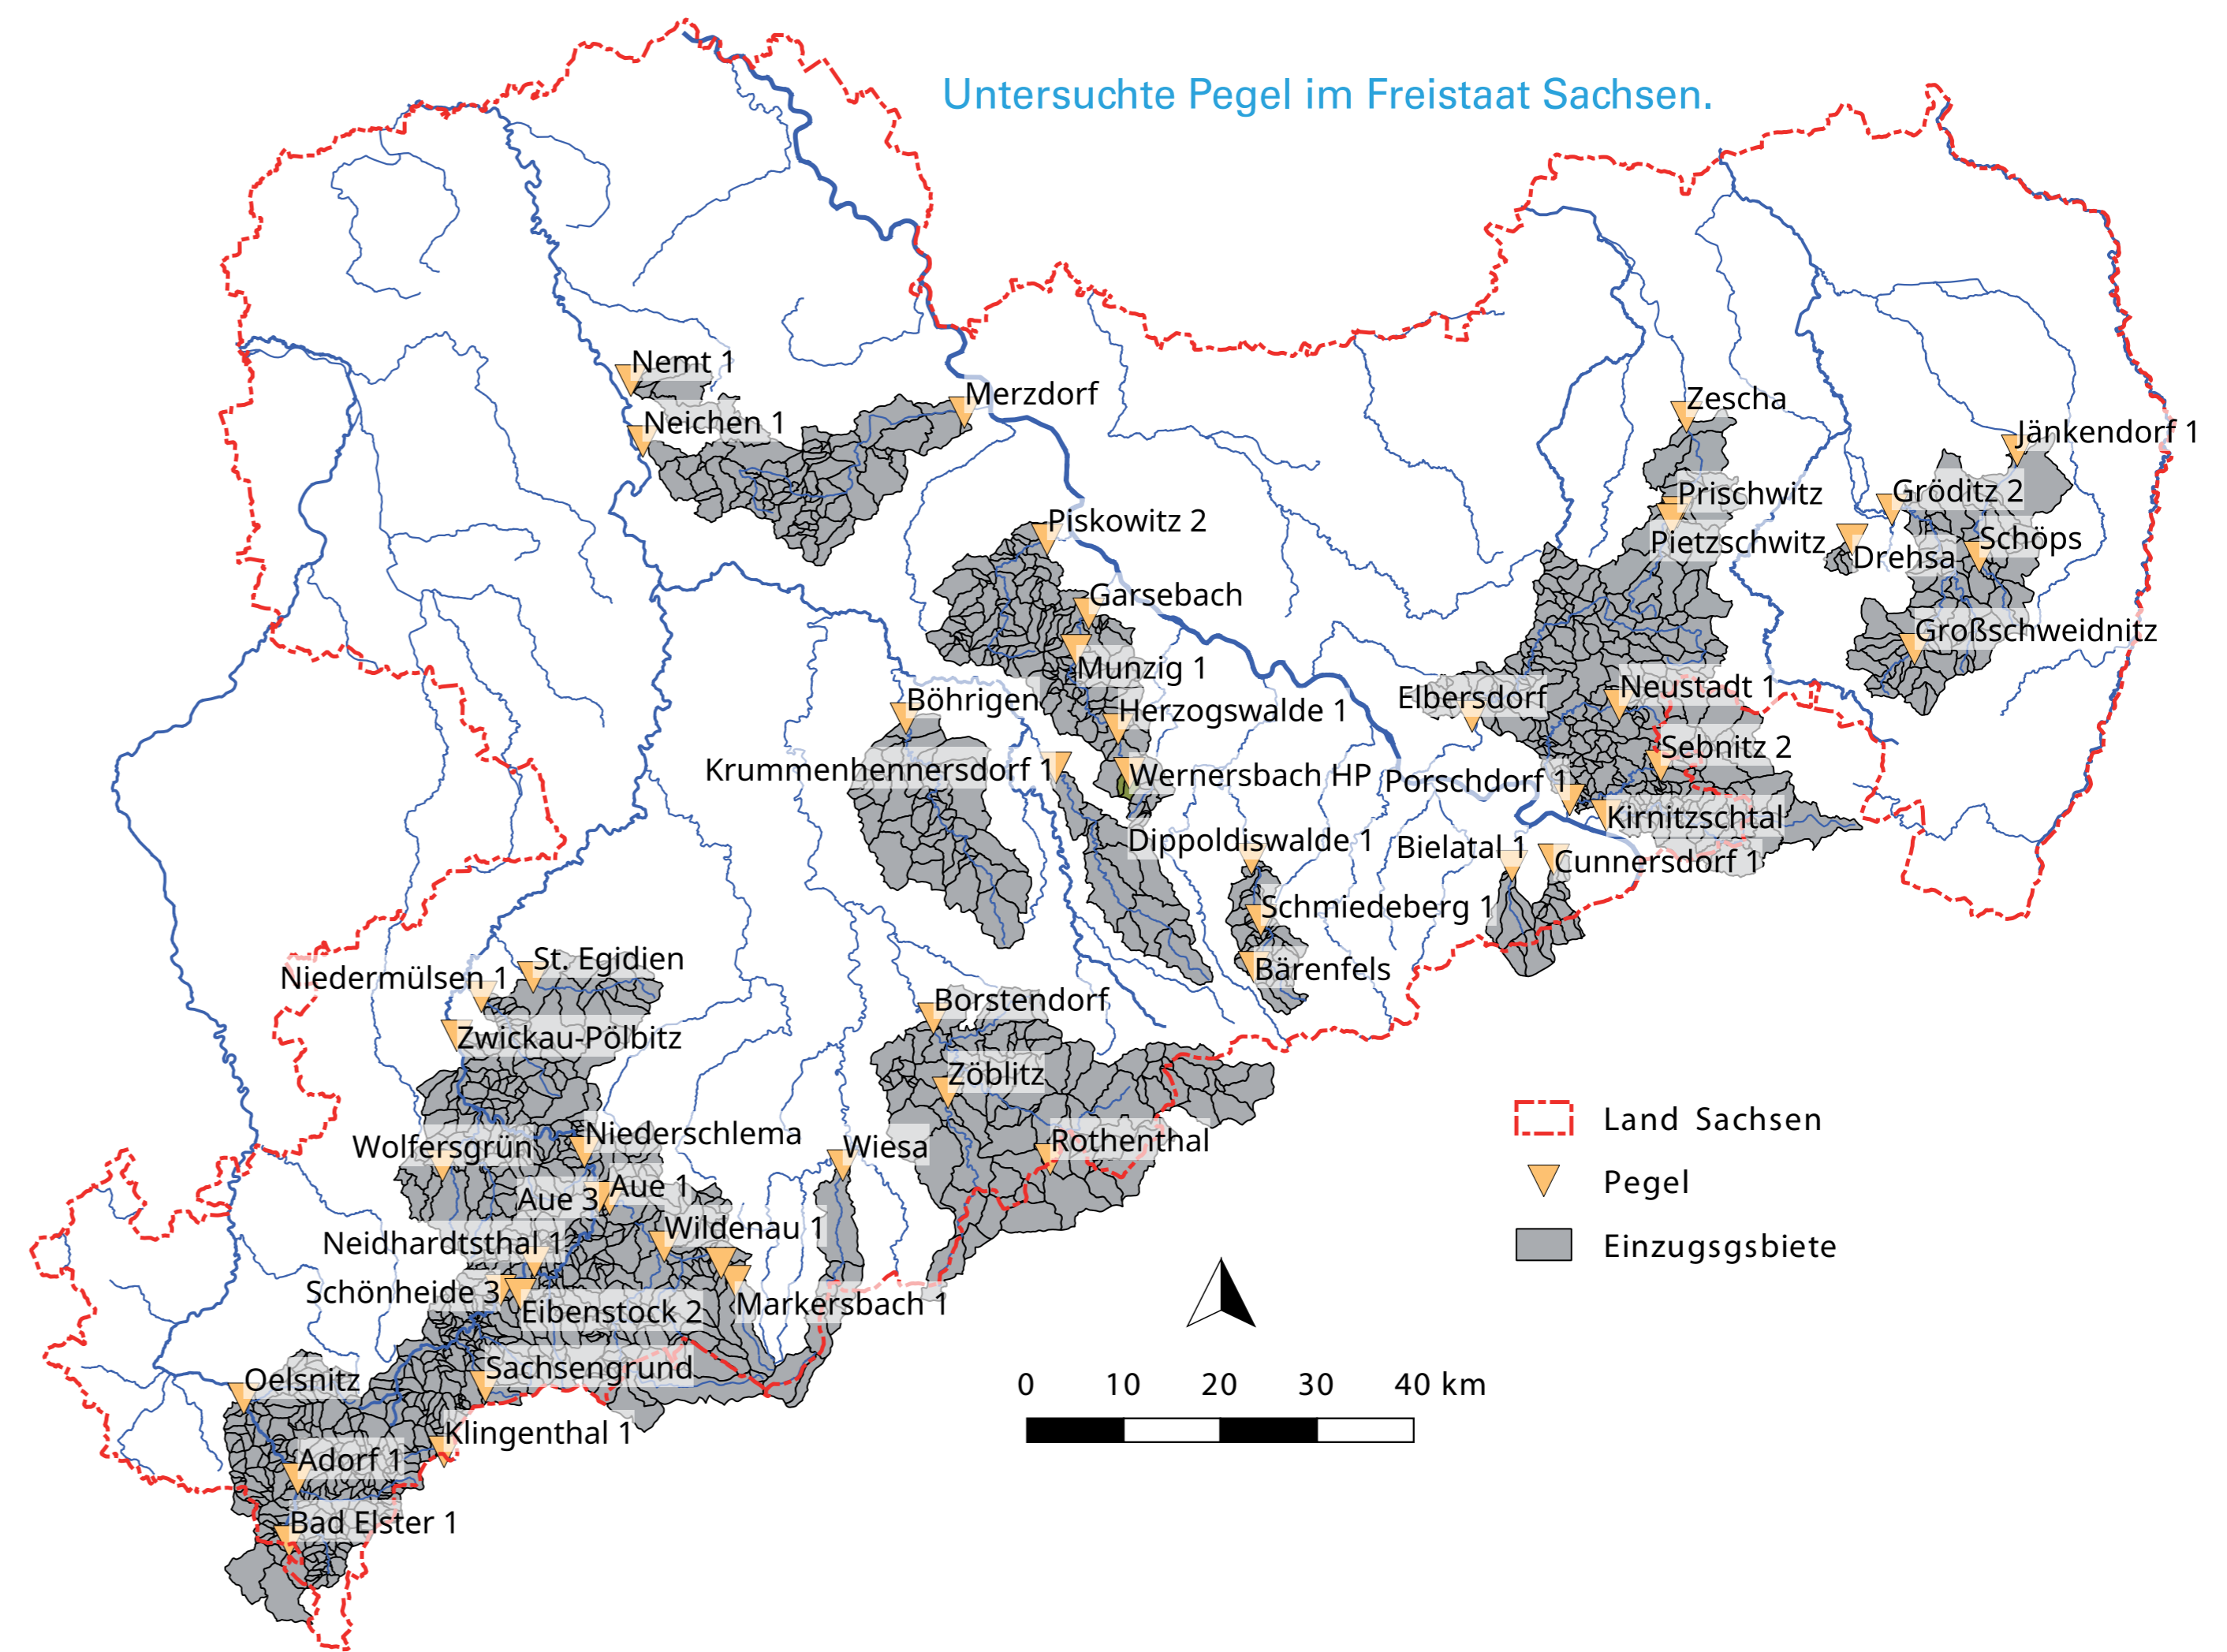 Untersuchte Pegel im Freistaat Sachsen.
Nemt 1
Merzdorf
Zescha
Neichen 1
Jänkendorf 1
Prischwitz
Gröditz 2
Piskowitz 2
Pietzschwitz
Drehsa
Schöps
Garsebach
Großschweidnitz
Munzig 1
Neustadt 1
Elbersdorf
Böhrigen
Herzogswalde 1
Sebnitz 2
Krummenhennersdorf 1
Wernersbach HP
Porschdorf 1
Kirnitzschtal
Dippoldiswalde 1
Bielatal 1
Cunnersdorf 1
Schmiedeberg 1
St. Egidien
Niedermülsen 1
Bärenfels
Borstendorf
Zwickau-Pölbitz
Zöblitz
Land Sachsen
Niederschlema
Wolfersgrün
Wiesa
Rothenthal
Pegel
Aue 3
Aue 1
Wildenau 1
Neidhardtsthal 1
Einzugsgsbiete
Schönheide 3
Eibenstock 2
Markersbach 1
Sachsengrund
Oelsnitz
0 10 20 30 40 km
Klingenthal 1
Adorf 1
Bad Elster 1